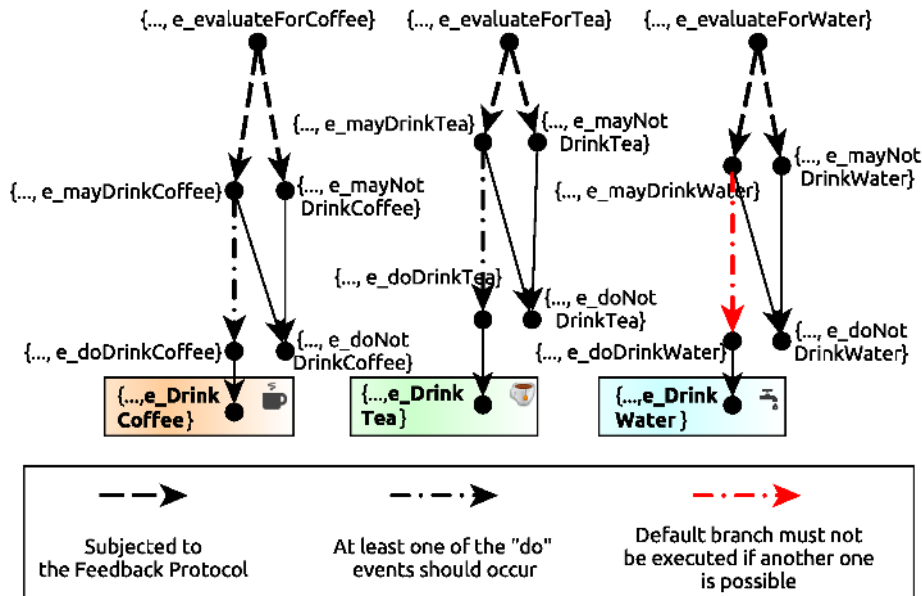 {..., e_evaluateForCoffee}
{..., e_evaluateForTea}
{..., e_evaluateForWater}
{..., e_mayDrinkTea}
{..., e_mayNot
DrinkTea}
{..., e_mayNot
DrinkWater}
{..., e_mayDrinkCoffee}
{..., e_mayNot
DrinkCoffee}
{..., e_mayDrinkWater}
{..., e_doDrinkTea}
{..., e_doNot
DrinkTea}
{..., e_doNot
DrinkWater}
{..., e_doDrinkCoffee}
{..., e_doNot
DrinkCoffee}
{..., e_doDrinkWater}
{...,e_Drink
Coffee}
{...,e_Drink
Tea}
{...,e_Drink
Water }
Subjected to
the Feedback Protocol
At least one of the "do"
events should occur
Default branch must not
be executed if another one
is possible